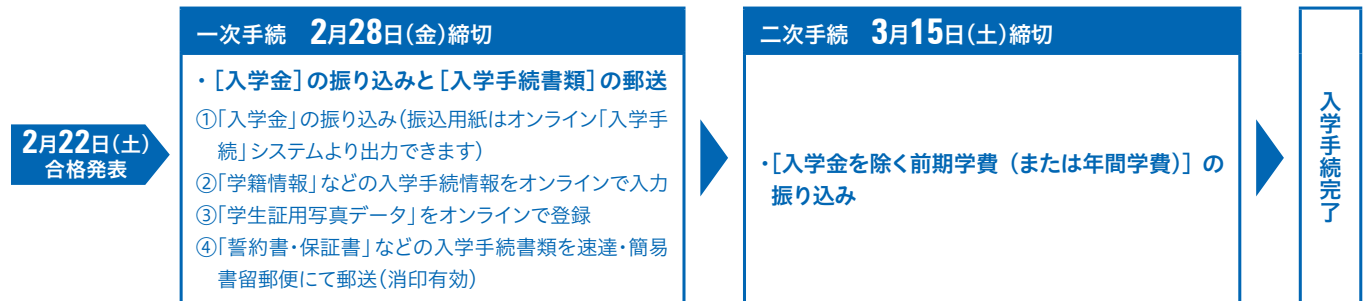 2月22日(土)
合格発表
一次手続 2月28日(金)締切
・［入学金］の振り込みと［入学手続書類］の郵送
①「入学金」の振り込み(振込用紙はオンライン「入学手
続」システムより出力できます)
②「学籍情報」などの入学手続情報をオンラインで入力
③「学生証用写真データ」をオンラインで登録
④「誓約書・保証書」などの入学手続書類を速達・簡易
書留郵便にて郵送(消印有効)
二次手続 3月15日(土)締切
・［入学金を除く前期学費（または年間学費）］の
振り込み
入学手続完了